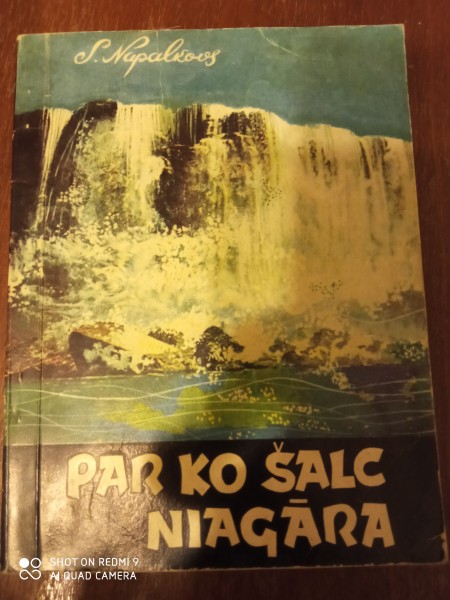 S. Napalkovs
PAR KO ŠALC
NIAGĀRA
SHOT ON REDMI 9
AI QUAD CAMERA